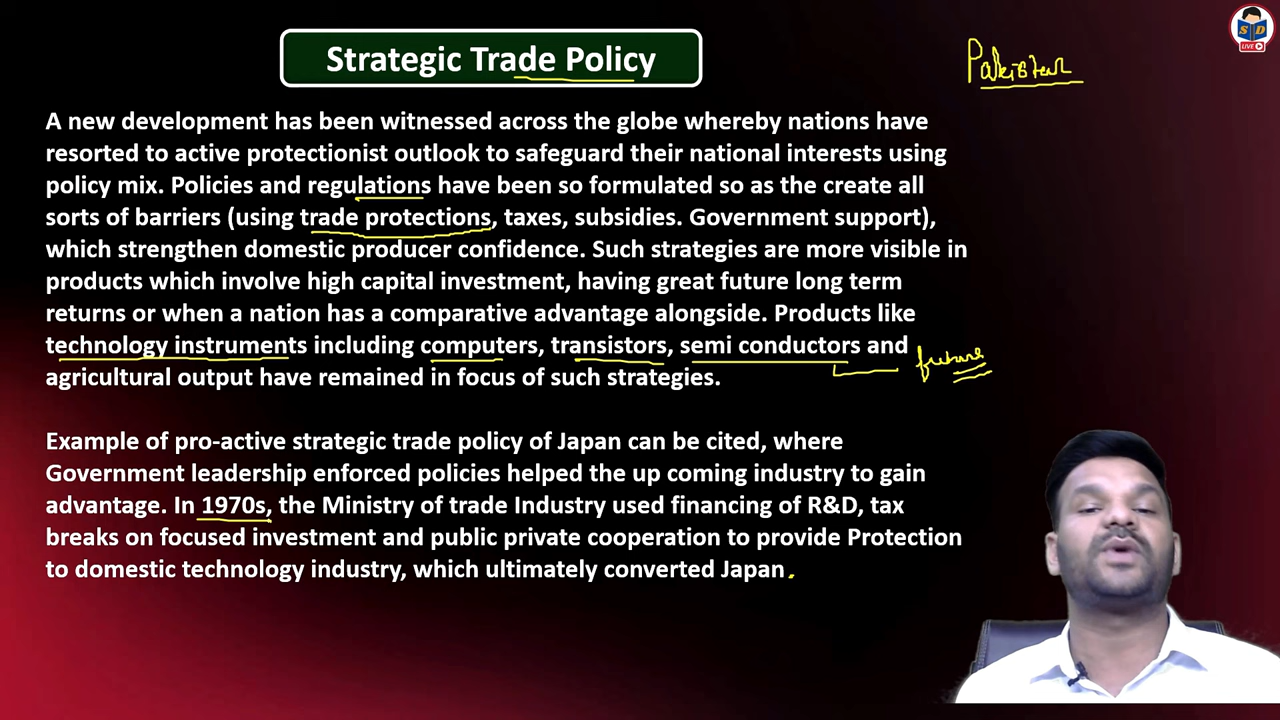 Strategic Trade Policy
Pakistan
S D
LIVE
A new development has been witnessed across the globe whereby nations have
resorted to active protectionist outlook to safeguard their national interests using
policy mix. Policies and regulations have been so formulated so as the create all
sorts of barriers (using trade protections, taxes, subsidies. Government support),
which strengthen domestic producer confidence. Such strategies are more visible in
products which involve high capital investment, having great future long term
returns or when a nation has a comparative advantage alongside. Products like
technology instruments including computers, transistors, semi conductors and
future
agricultural output have remained in focus of such strategies.
Example of pro-active strategic trade policy of Japan can be cited, where
Government leadership enforced policies helped the up coming industry to gain
advantage. In 1970s, the Ministry of trade Industry used financing of R&D, tax
breaks on focused investment and public private cooperation to provide Protection
to domestic technology industry, which ultimately converted Japan.